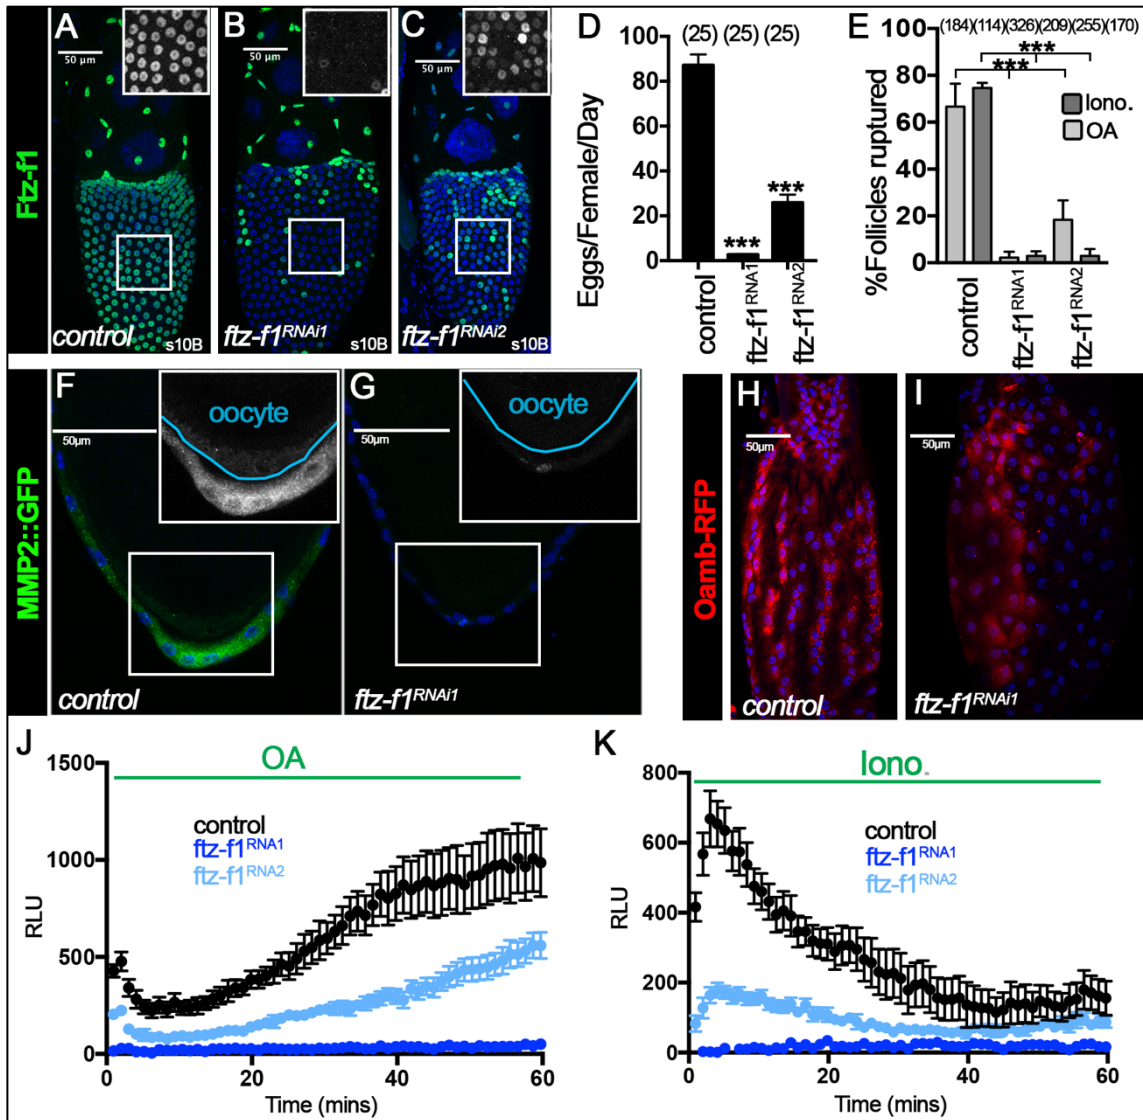 Ftz-f1
A
50 µm
control
s10B
B
50 µm
ftz-f1RNAi1
s10B
C
50 µm
ftz-f1RNAi2
s10B
D
(25) (25) (25)
Eggs/Female/Day
100
80
60
40
20
0
***
***
control
ftz-f1RNA1
ftz-f1RNA2
E
(184)(114)(326)(209)(255)(170)
%Follicles ruptured
100
80
60
40
20
0
***
***
Iono.
OA
control
ftz-f1RNA1
ftz-f1RNA2
MMP2::GFP
F
50µm
oocyte
control
G
50µm
oocyte
ftz-f1RNAi1
Oamb-RFP
H
50µm
control
I
50µm
ftz-f1RNAi1
J
OA
RLU
1500
1000
500
0
control
ftz-f1RNA1
ftz-f1RNA2
0 20 40 60
Time (mins)
K
Iono.
RLU
800
600
400
200
0
control
ftz-f1RNA1
ftz-f1RNA2
0 20 40 60
Time (mins)